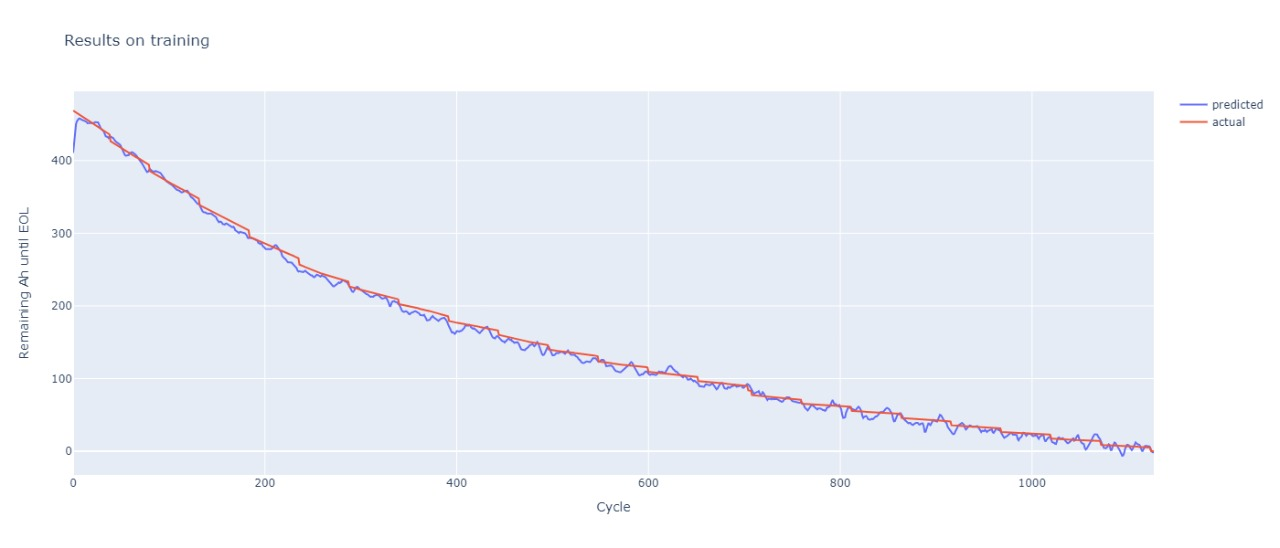 Results on training
predicted
actual
Remaining Ah until EOL
400
300
200
100
0
0
200
400
600
800
1000
Cycle